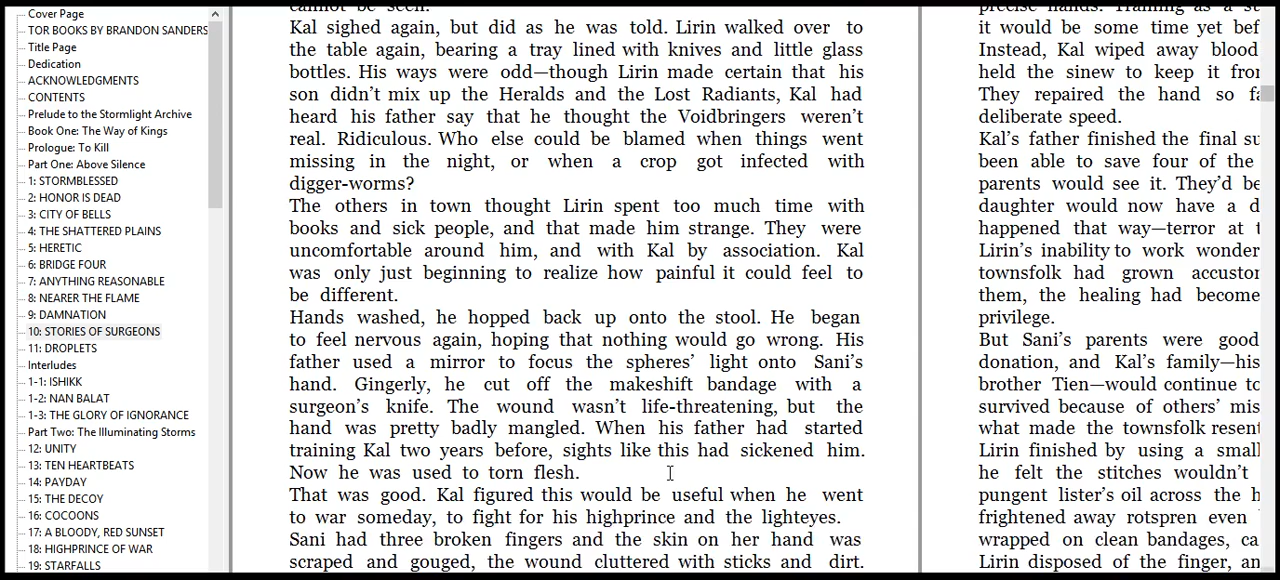 Cover Page
TOR BOOKS BY BRANDON SANDERS
Title Page
Dedication
ACKNOWLEDGMENTS
CONTENTS
Prelude to the Stormlight Archive
Book One: The Way of Kings
Prologue: To Kill
Part One: Above Silence
1: STORMBLESSED
2: HONOR IS DEAD
3: CITY OF BELLS
4: THE SHATTERED PLAINS
5: HERETIC
6: BRIDGE FOUR
7: ANYTHING REASONABLE
8: NEARER THE FLAME
9: DAMNATION
10: STORIES OF SURGEONS
11: DROPLETS
Interludes
1-1: ISHIKK
1-2: NAN BALAT
1-3: THE GLORY OF IGNORANCE
Part Two: The Illuminating Storms
12: UNITY
13: TEN HEARTBEATS
14: PAYDAY
15: THE DECOY
16: COCOONS
17: A BLOODY, RED SUNSET
18: HIGHPRINCE OF WAR
19: STARFALLS
cannot be seen.
Kal sighed again, but did as he was told. Lirin walked over to
the table again, bearing a tray lined with knives and little glass
bottles. His ways were odd—though Lirin made certain that his
son didn't mix up the Heralds and the Lost Radiants, Kal had
heard his father say that he thought the Voidbringers weren't
real. Ridiculous. Who else could be blamed when things went
missing in the night, or when a crop got infected with
digger-worms?
The others in town thought Lirin spent too much time with
books and sick people, and that made him strange. They were
uncomfortable around him, and with Kal by association. Kal
was only just beginning to realize how painful it could feel to
be different.
Hands washed, he hopped back up onto the stool. He began
to feel nervous again, hoping that nothing would go wrong. His
father used a mirror to focus the spheres' light onto Sani's
hand. Gingerly, he cut off the makeshift bandage with a
surgeon's knife. The wound wasn't life-threatening, but the
hand was pretty badly mangled. When his father had started
training Kal two years before, sights like this had sickened him.
Now he was used to torn flesh.
That was good. Kal figured this would be useful when he went
to war someday, to fight for his highprince and the lighteyes.
Sani had three broken fingers and the skin on her hand was
scraped and gouged, the wound cluttered with sticks and dirt.
precise hands. Training as a
it would be some time yet bef
Instead, Kal wiped away blood
held the sinew to keep it from
They repaired the hand so
deliberate speed.
Kal's father finished the final su
been able to save four of the
parents would see it. They'd be
daughter would now have a d
happened that way—terror at
Lirin's inability to work wonder
townsfolk had grown accustom
them, the healing had become
privilege.
But Sani's parents were good
donation, and Kal's family—his
brother Tien—would continue to
survived because of others' mis
what made the townsfolk resent
Lirin finished by using a small
he felt the stitches wouldn't
pungent lister's oil across the h
frightened away rotspren even
wrapped on clean bandages, ca
Lirin disposed of the finger, an